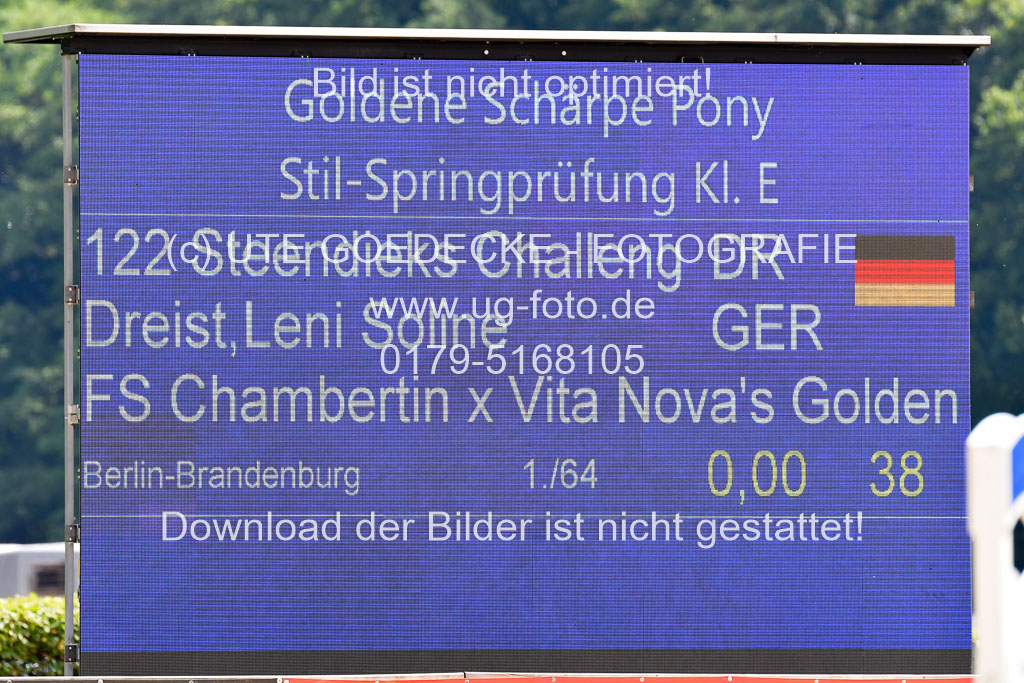 Bild ist nicht optimiert!
Goldene Schärpe Pony
Stil-Springprüfung Kl. E
122 Steendieks Challeng DR
(c) UTE GOEDECKE - FOTOGRAFIE
www.ug-foto.de
Dreist,Leni Soline GER
0179-5168105
FS Chambertin x Vita Nova's Golden
Berlin-Brandenburg 1./64 0,00 38
Download der Bilder ist nicht gestattet!